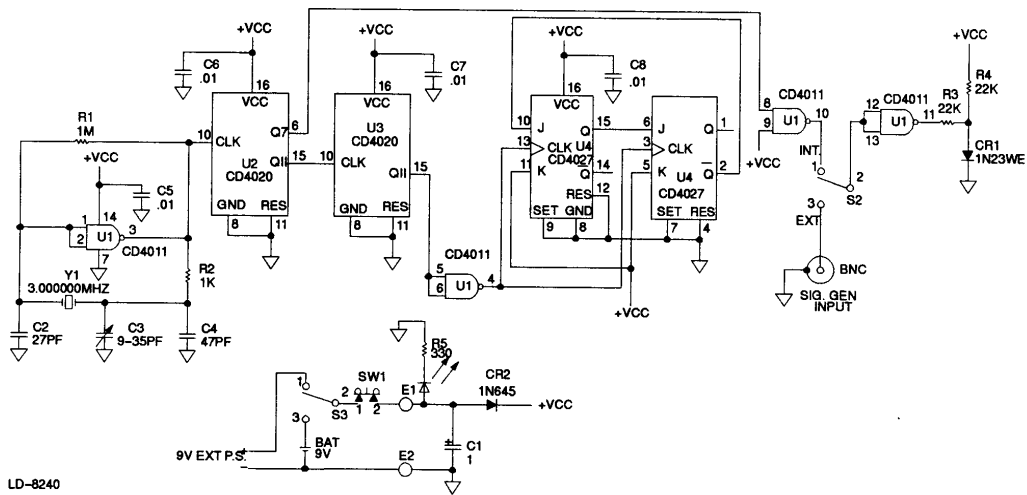 +VCC
+VCC
+VCC
+VCC
C6
.01
16
VCC
C7
.01
16
VCC
C8
.01
16
VCC
R4
22K
R1
1M
10
CLK
Q7
6
U2
CD4020
QII
15
GND
RES
8
11
10
CLK
U3
CD4020
15
QII
GND
RES
8
11
10
J
Q
15
U4
13
CLK
CD4027
11
K
Q
14
RES
12
SET
GND
9
8
6
J
Q
1
3
CLK
5
K
Q
2
U4
CD4027
SET
RES
7
4
8
CD4011
U1
10
9
+VCC
12
CD4011
U1
11
13
R3
22K
CR1
1N23WE
INT.
1
2
S2
3
EXT.
BNC
SIG. GEN
INPUT
+VCC
C5
.01
1
14
U1
3
2
CD4011
7
R2
1K
Y1
3.000000MHZ
C2
27PF
C3
9-35PF
C4
47PF
CD4011
5
U1
4
6
+VCC
R5
330
SW1
1
2
1
2
S3
3
E1
CR2
1N645
+VCC
BAT
9V
9V EXT P.S.
+
-
E2
+
C1
1
LD-8240